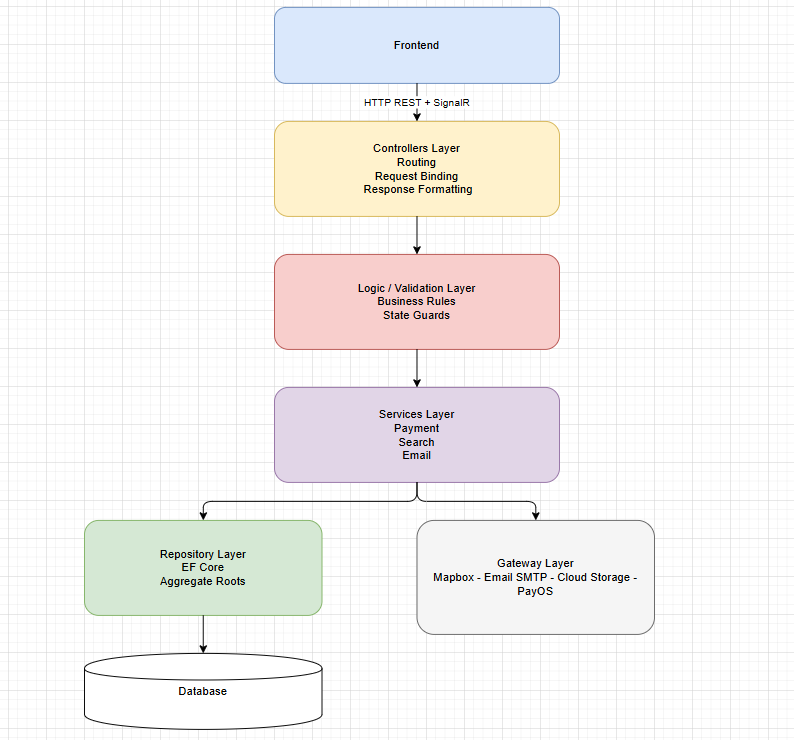 Frontend
HTTP REST + SignalR
Controllers Layer
Routing
Request Binding
Response Formatting
Logic / Validation Layer
Business Rules
State Guards
Services Layer
Payment
Search
Email
Repository Layer
EF Core
Aggregate Roots
Gateway Layer
Mapbox - Email SMTP - Cloud Storage -
PayOS
Database